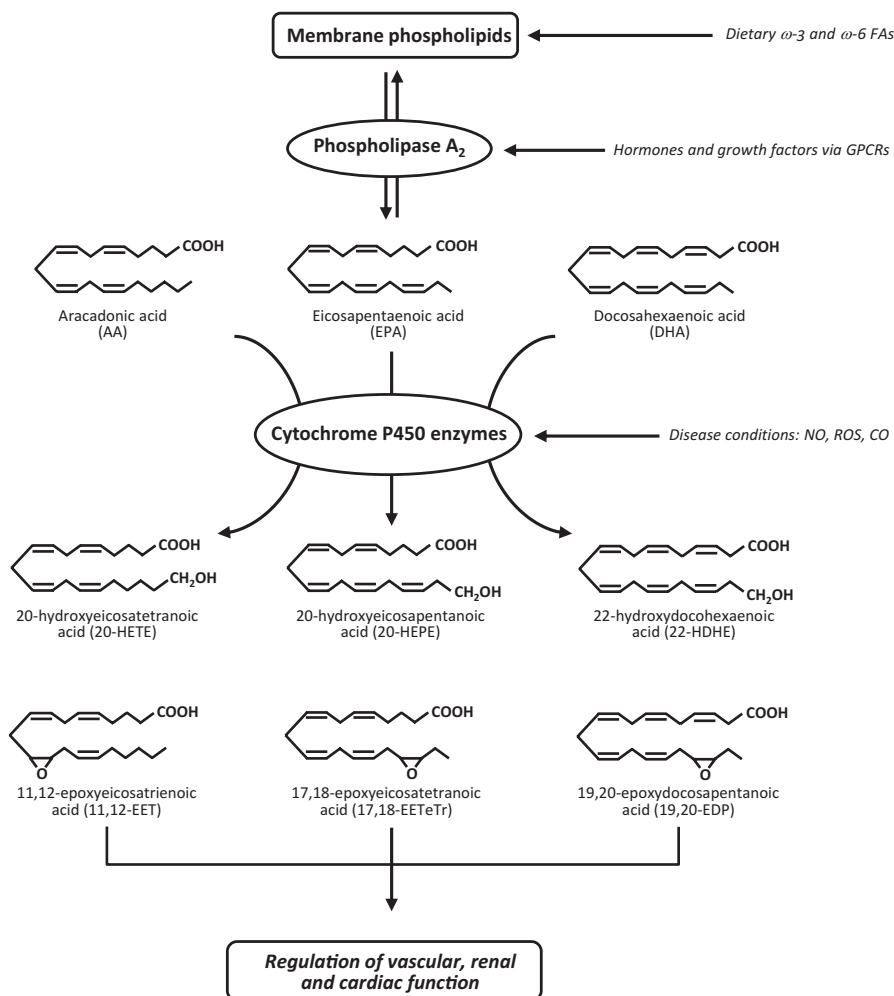 Membrane phospholipids
Dietary ω-3 and ω-6 FAs
Phospholipase A₂
Hormones and growth factors via GPCRs
COOH
COOH
COOH
Aracadonic acid
(AA)
Eicosapentaenoic acid
(EPA)
Docosahexaenoic acid
(DHA)
Cytochrome P450 enzymes
Disease conditions: NO, ROS, CO
COOH
CH₂OH
20-hydroxyeicosatetranoic
acid (20-HETE)
COOH
CH₂OH
20-hydroxyeicosapentanoic
acid (20-HEPE)
COOH
CH₂OH
22-hydroxydocohexaenoic
acid (22-HDHE)
COOH
O
11,12-epoxyeicosatrienoic
acid (11,12-EET)
COOH
O
17,18-epoxyeicosatetranoic
acid (17,18-EETeTr)
COOH
O
19,20-epoxydocosapentanoic
acid (19,20-EDP)
Regulation of vascular, renal
and cardiac function